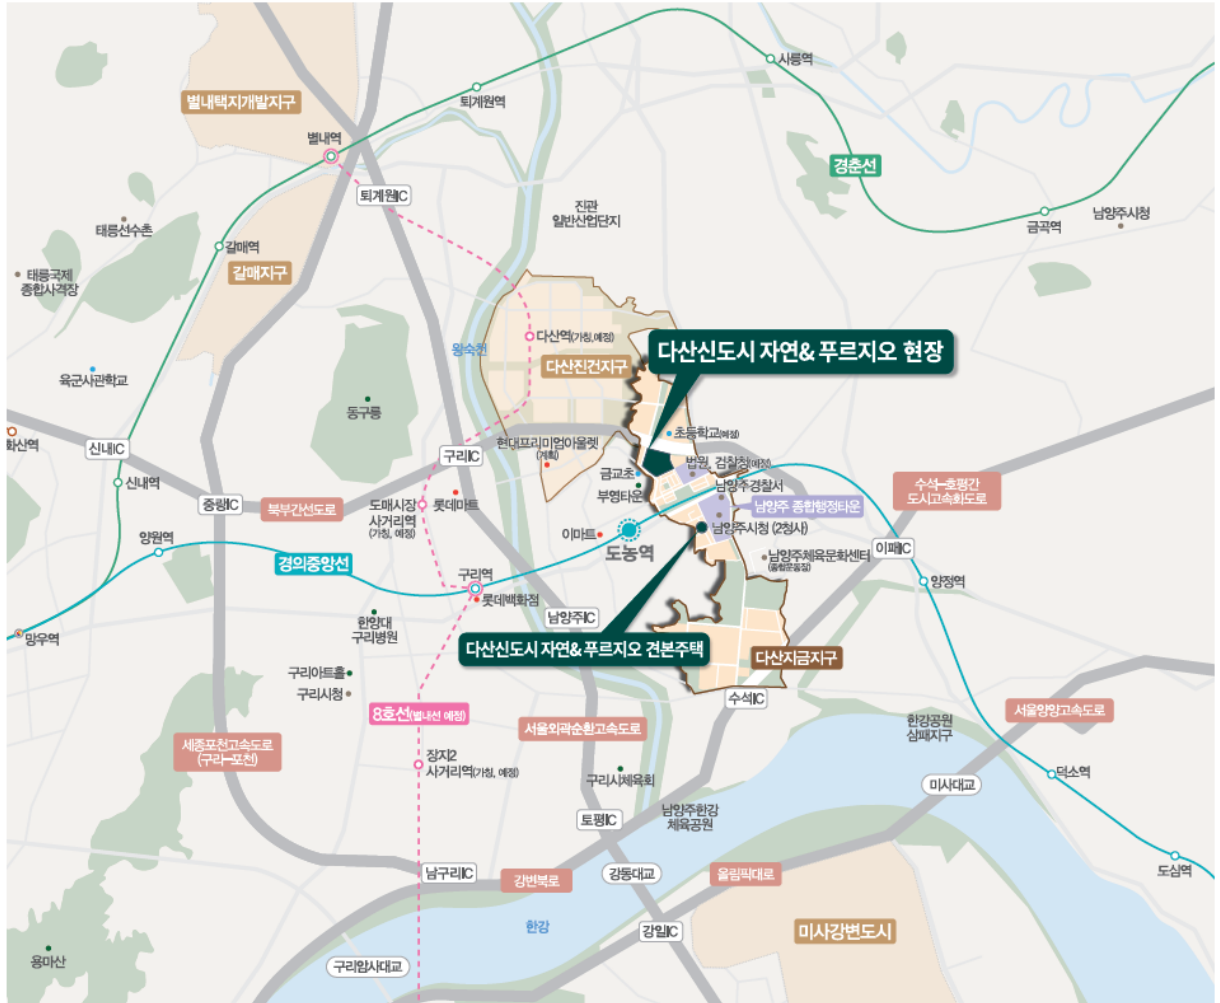 사릉역
별내택지개발지구
퇴계원역
별내역
경춘선
퇴계원IC
진관
일반산업단지
금곡역
남양주시청
태릉선수촌
갈매역
갈매지구
태릉국제
종합사격장
다산역(가칭,예정)
왕숙천
다산진건지구
다산신도시 자연& 푸르지오 현장
육군사관학교
동구릉
초등학교(예정)
화산역
신내IC
구리IC
현대프리미엄아울렛
(계획)
금교초
법원, 검찰청(예정)
신내역
부영타운
남양주경찰서
수석-호평간
도시고속화도로
중랑IC
북부간선도로
도매시장
사거리역
(가칭, 예정)
롯데마트
남양주 종합행정타운
이마트
남양주시청 (2청사)
양원역
도농역
이패IC
경의중앙선
남양주체육문화센터
(종합운동장)
구리역
롯데백화점
양정역
한양대
구리병원
남양주IC
망우역
다산신도시 자연& 푸르지오 견본주택
다산지금지구
구리아트홀
구리시청
수석IC
8호선(별내선 예정)
서울외곽순환고속도로
한강공원
삼패지구
서울양양고속도로
세종포천고속도로
(구리-포천)
장지2
사거리역(가칭, 예정)
구리시체육회
덕소역
미사대교
남양주한강
체육공원
토평IC
남구리IC
강변북로
강동대교
올림픽대로
도심역
한강
강일IC
미사강변도시
용마산
구리암사대교